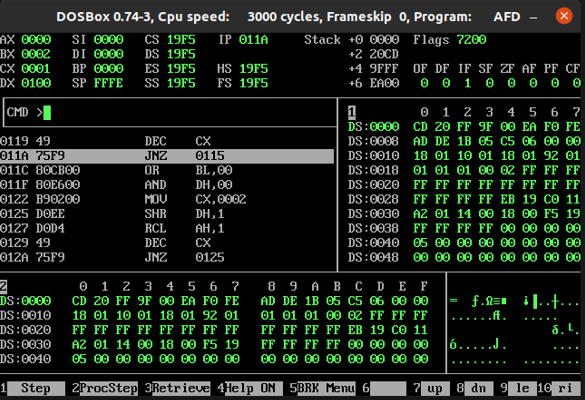 DOSBox 0.74-3, Cpu speed: 3000 cycles, Frameskip 0, Program: AFD
AX 0000 SI 0000 CS 19F5 IP 011A Stack +0 0000 Flags 7200
BX 0002 DI 0000 DS 19F5 +2 20CD
CX 0001 BP 0000 ES 19F5 HS 19F5 +4 9FFF OF DF IF SF ZF AF PF CF
DX 0100 SP FFFE SS 19F5 FS 19F5 +6 EA00 0 0 1 0 0 0 0 0
CMD >
1 0 1 2 3 4 5 6 7
DS:0000 CD 20 FF 9F 00 EA F0 FE
0119 49 DEC CX DS:0008 AD DE 1B 05 C5 06 00 00
011A 75F9 JNZ 0115 DS:0010 18 01 10 01 18 01 92 01
011C 80CB00 OR BL,00 DS:0018 01 01 01 00 02 FF FF FF
011F 80E600 AND DH,00 DS:0020 FF FF FF FF FF FF FF FF
0122 B90200 MOV CX,0002 DS:0028 FF FF FF FF EB 19 C0 11
0125 D0EE SHR DH,1 DS:0030 A2 01 14 00 18 00 F5 19
0127 D0D4 RCL AH,1 DS:0038 FF FF FF FF 00 00 00 00
0129 49 DEC CX DS:0040 05 00 00 00 00 00 00 00
012A 75F9 JNZ 0125 DS:0048 00 00 00 00 00 00 00 00
2 0 1 2 3 4 5 6 7 8 9 A B C D E F
DS:0000 CD 20 FF 9F 00 EA F0 FE AD DE 1B 05 C5 06 00 00
DS:0010 18 01 10 01 18 01 92 01 01 01 01 00 02 FF FF FF
DS:0020 FF FF FF FF FF FF FF FF FF FF FF FF EB 19 C0 11
DS:0030 A2 01 14 00 18 00 F5 19 FF FF FF FF 00 00 00 00
DS:0040 05 00 00 00 00 00 00 00 00 00 00 00 00 00 00 00
1 Step 2 ProcStep 3 Retrieve 4 Help ON 5 BRK Menu 6 7 up 8 dn 9 le 10 ri